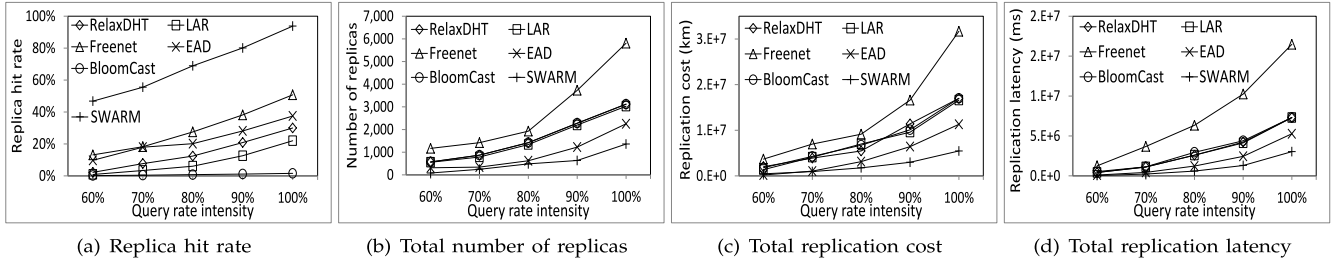 100%
80%
60%
40%
20%
0%
Replica hit rate
RelaxDHT
LAR
Freenet
EAD
BloomCast
SWARM
60% 70% 80% 90% 100%
Query rate intensity
(a) Replica hit rate
7,000
6,000
5,000
4,000
3,000
2,000
1,000
0
Number of replicas
RelaxDHT
LAR
Freenet
EAD
BloomCast
SWARM
60% 70% 80% 90% 100%
Query rate intensity
(b) Total number of replicas
3.E+7
2.E+7
1.E+7
0.E+0
Replication cost (km)
RelaxDHT
LAR
Freenet
EAD
BloomCast
SWARM
60% 70% 80% 90% 100%
Query rate intensity
(c) Total replication cost
2.E+7
2.E+7
1.E+7
5.E+6
0.E+0
Replication latency (ms)
RelaxDHT
LAR
Freenet
EAD
BloomCast
SWARM
60% 70% 80% 90% 100%
Query rate intensity
(d) Total replication latency